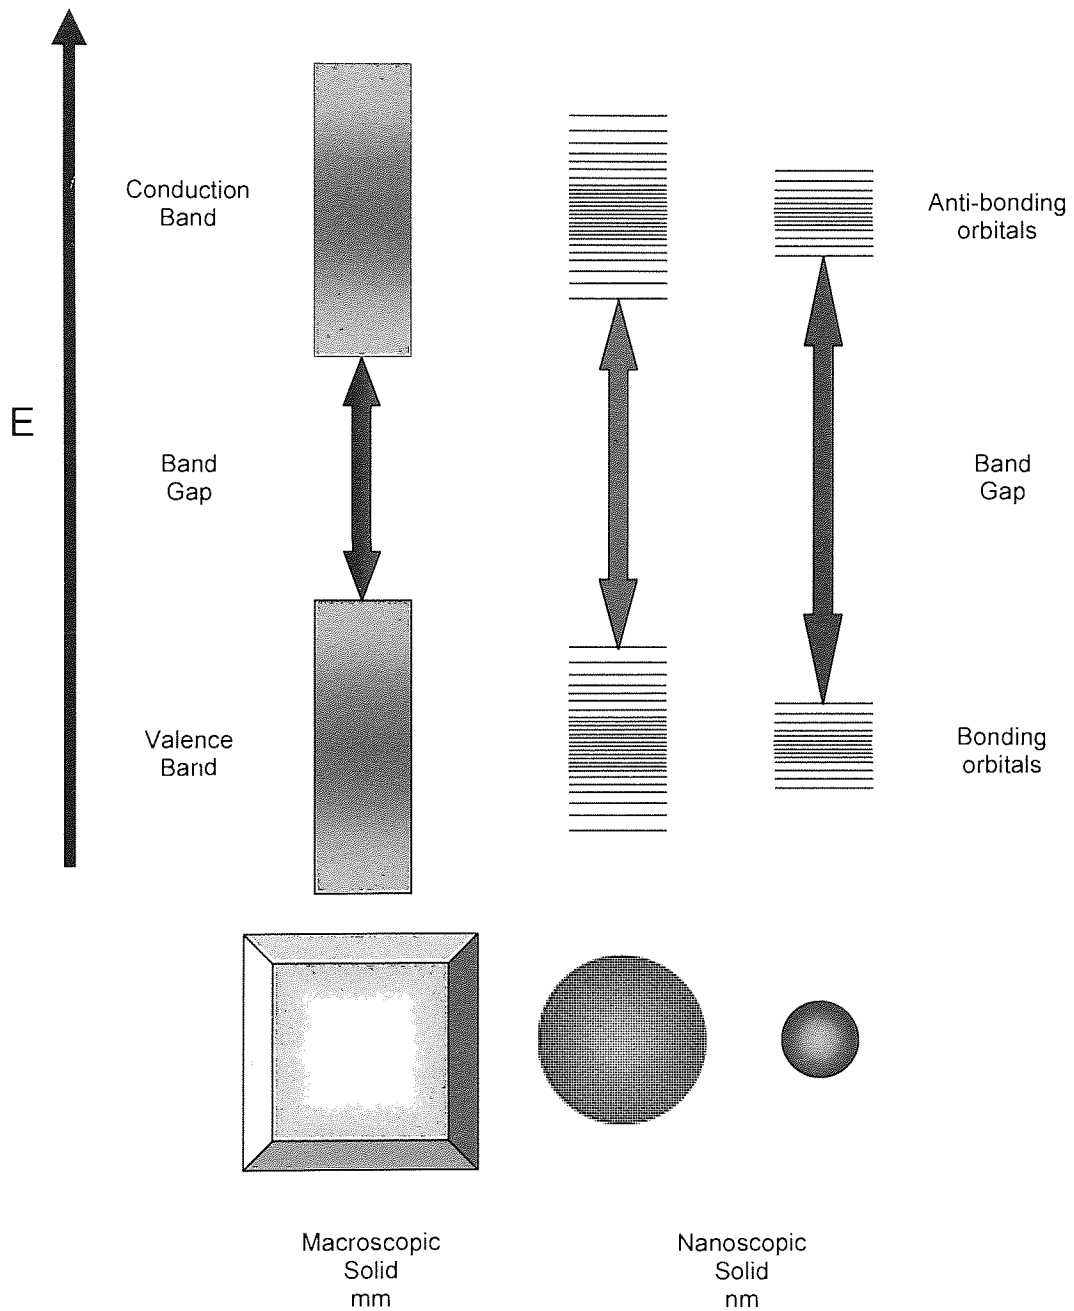 Conduction
Band
Anti-bonding
orbitals
E
Band
Gap
Band
Gap
Valence
Band
Bonding
orbitals
Macroscopic
Solid
mm
Nanoscopic
Solid
nm